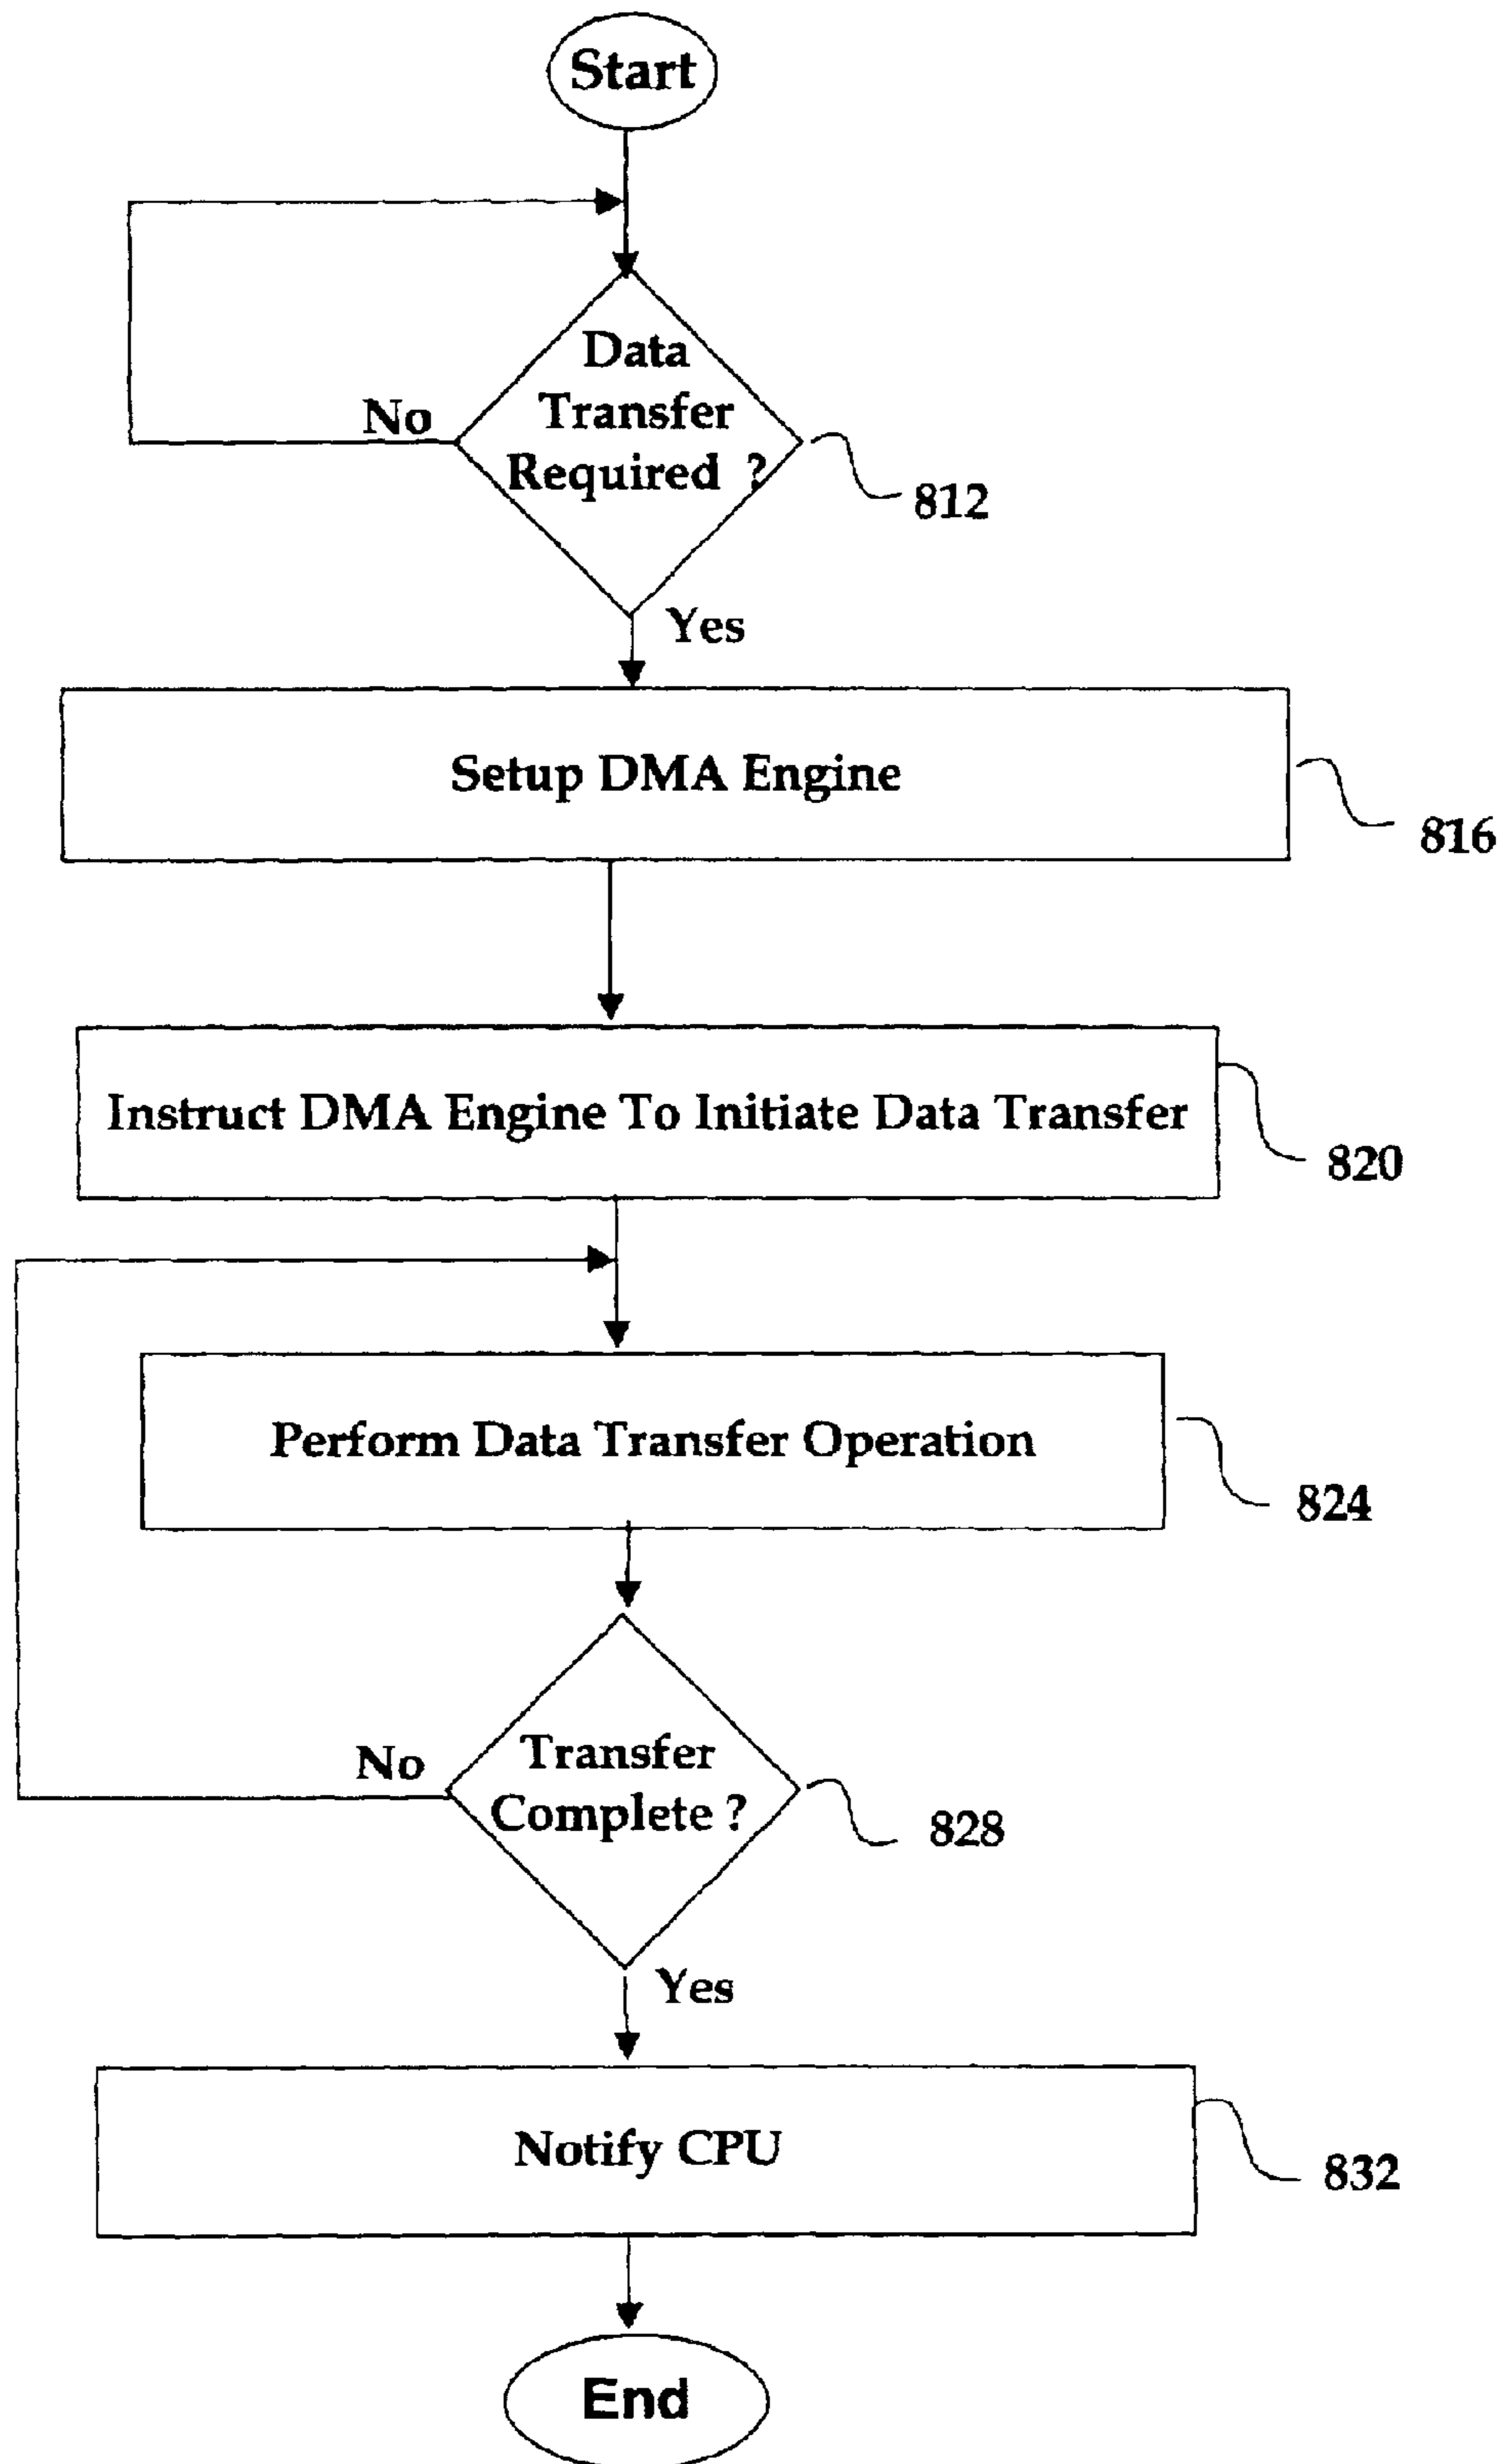 Start
Data
Transfer
Required ?
No
812
Yes
Setup DMA Engine
816
Instruct DMA Engine To Initiate Data Transfer
820
Perform Data Transfer Operation
824
Transfer
Complete ?
No
828
Yes
Notify CPU
832
End